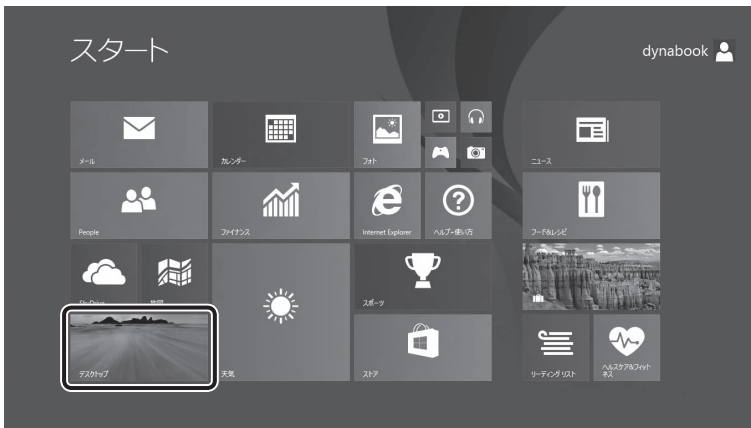 スタート
dynabook
メール
カレンダー
フォト
ニュース
People
ファイナンス
Internet Explorer
ヘルプ+使い方
フード&レシピ
SkyDrive
地図
スポーツ
デスクトップ
天気
ストア
リーディング リスト
ヘルスケア&フィット
ネス